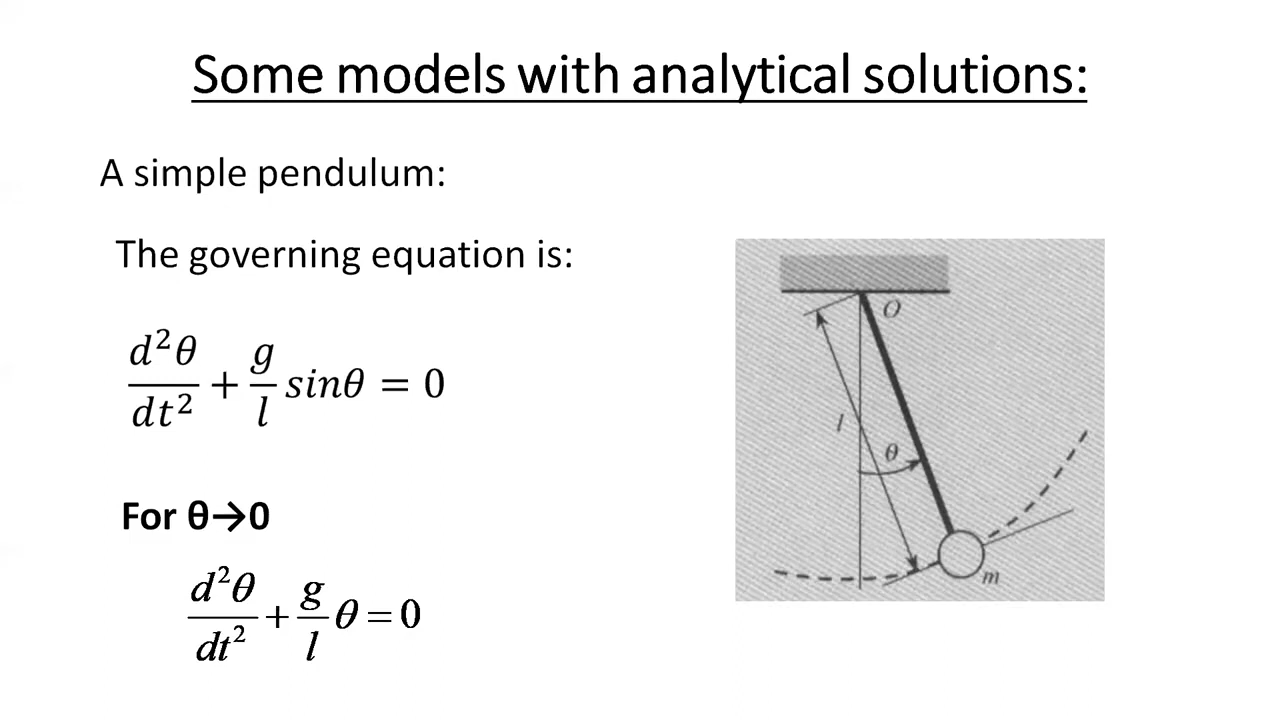 Some models with analytical solutions:
A simple pendulum:
The governing equation is:
d²θ/dt² + g/l sinθ = 0
For θ→0
d²θ/dt² + g/l θ = 0
O
l
θ
m